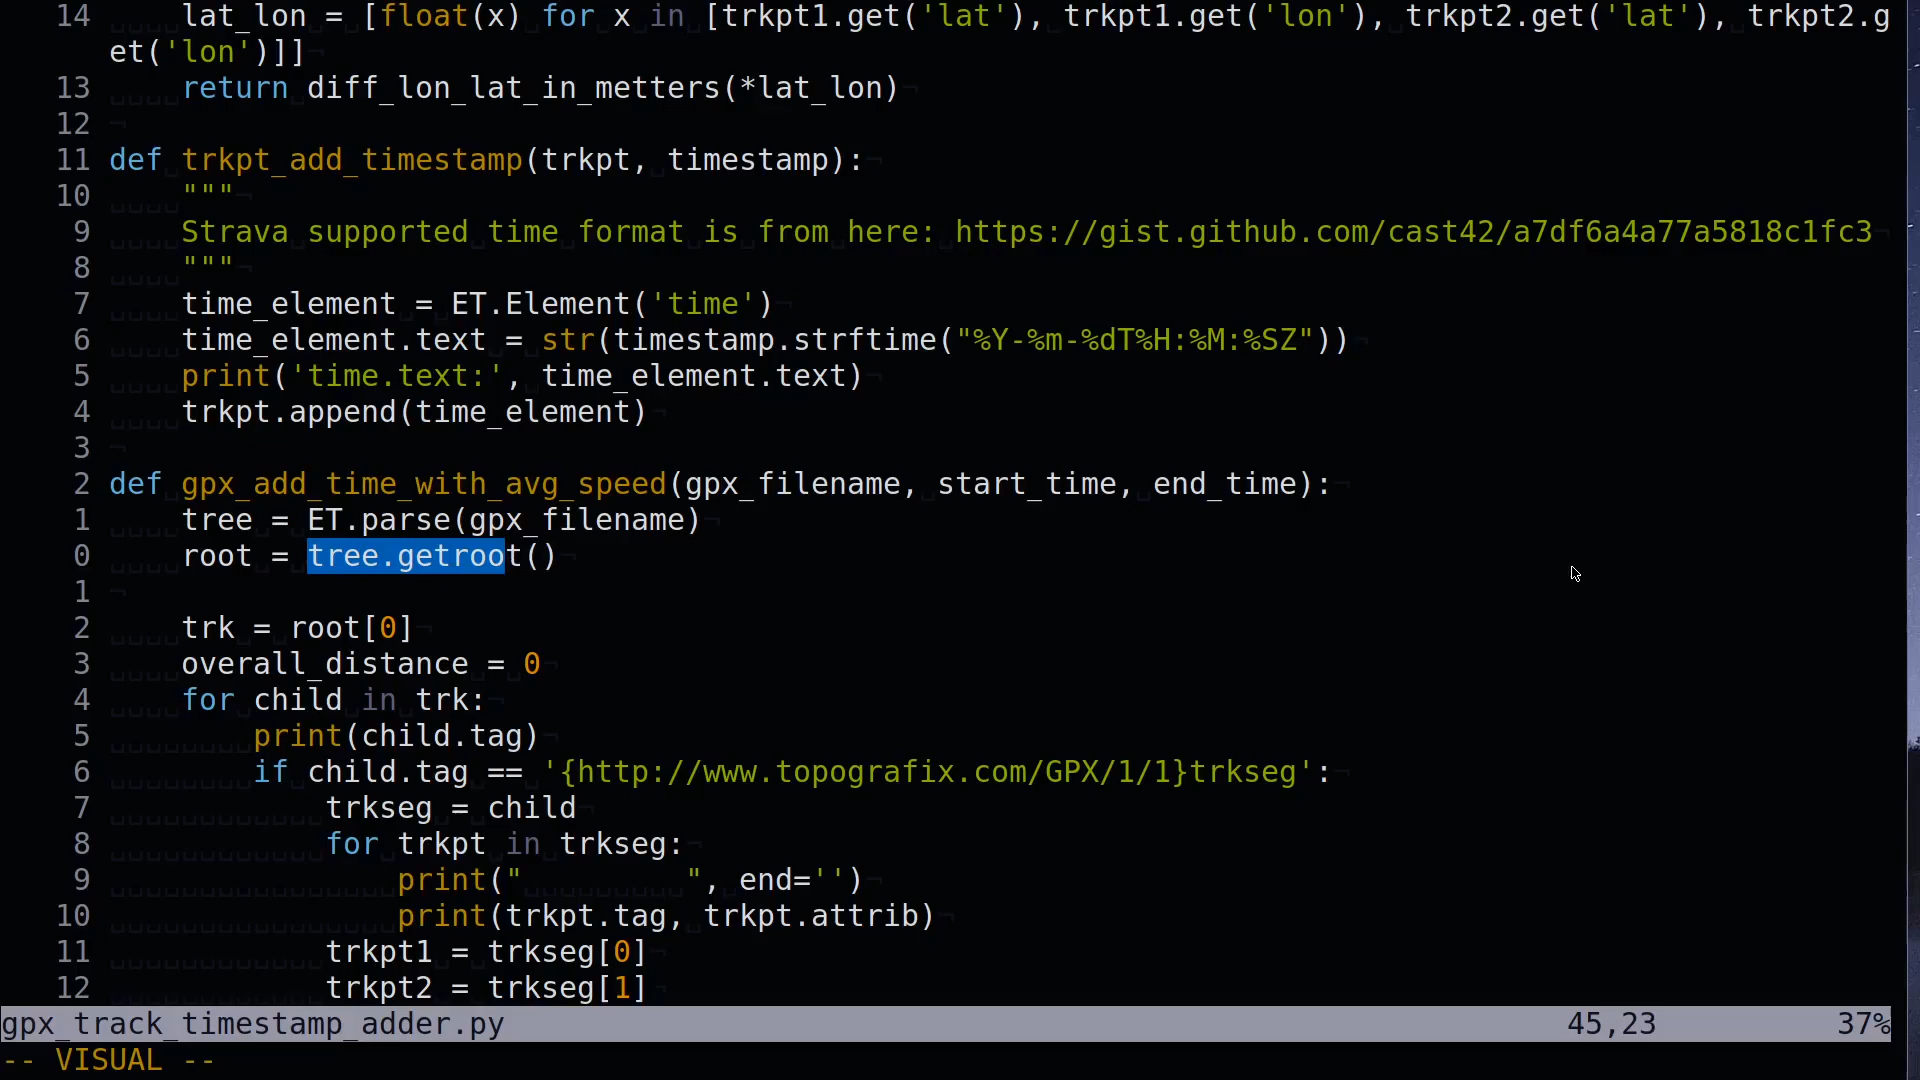 14 lat_lon = [float(x) for x in [trkpt1.get('lat'), trkpt1.get('lon'), trkpt2.get('lat'), trkpt2.g
et('lon')]]
13 return diff_lon_lat_in_metters(*lat_lon)
12
11 def trkpt_add_timestamp(trkpt, timestamp):
10 """
9 Strava supported time format is from here: https://gist.github.com/cast42/a7df6a4a77a5818c1fc3
8 """
7 time_element = ET.Element('time')
6 time_element.text = str(timestamp.strftime("%Y-%m-%dT%H:%M:%SZ"))
5 print('time.text:', time_element.text)
4 trkpt.append(time_element)
3
2 def gpx_add_time_with_avg_speed(gpx_filename, start_time, end_time):
1 tree = ET.parse(gpx_filename)
0 root = tree.getroot()
1
2 trk = root[0]
3 overall_distance = 0
4 for child in trk:
5 print(child.tag)
6 if child.tag == '{http://www.topografix.com/GPX/1/1}trkseg':
7 trkseg = child
8 for trkpt in trkseg:
9 print("         ", end='')
10 print(trkpt.tag, trkpt.attrib)
11 trkpt1 = trkseg[0]
12 trkpt2 = trkseg[1]
gpx_track_timestamp_adder.py 45,23 37%
-- VISUAL --